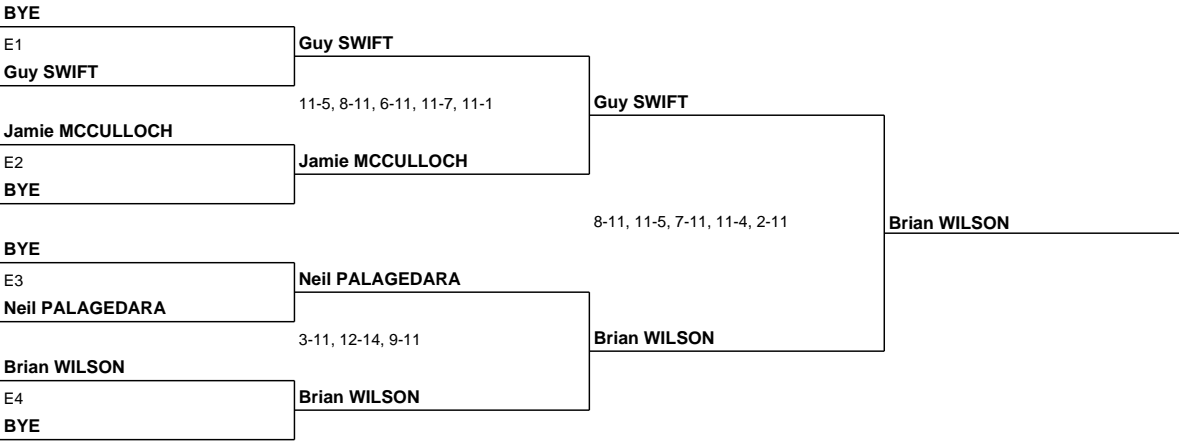 BYE
E1
Guy SWIFT
Guy SWIFT
11-5, 8-11, 6-11, 11-7, 11-1
Guy SWIFT
Jamie MCCULLOCH
E2
Jamie MCCULLOCH
BYE
8-11, 11-5, 7-11, 11-4, 2-11
Brian WILSON
BYE
E3
Neil PALAGEDARA
Neil PALAGEDARA
3-11, 12-14, 9-11
Brian WILSON
Brian WILSON
E4
Brian WILSON
BYE